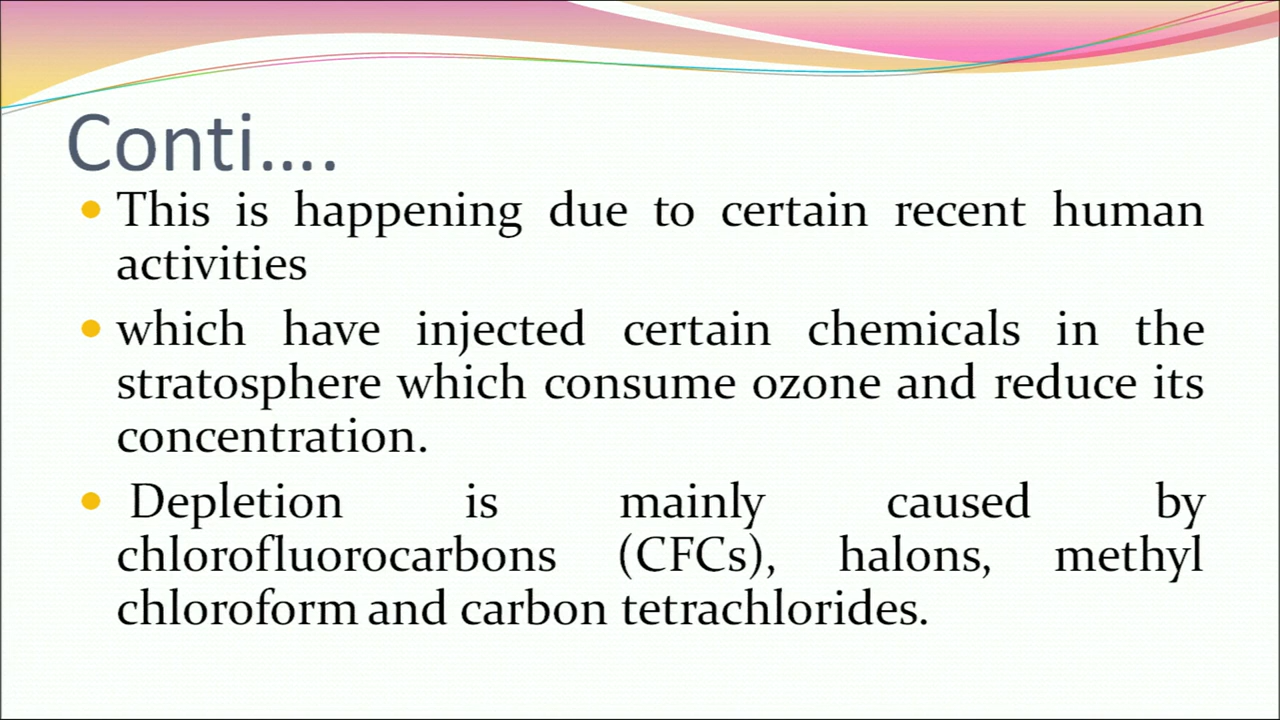 Conti....
This is happening due to certain recent human
activities
which have injected certain chemicals in the
stratosphere which consume ozone and reduce its
concentration.
Depletion is mainly caused by
chlorofluorocarbons (CFCs), halons, methyl
chloroform and carbon tetrachlorides.